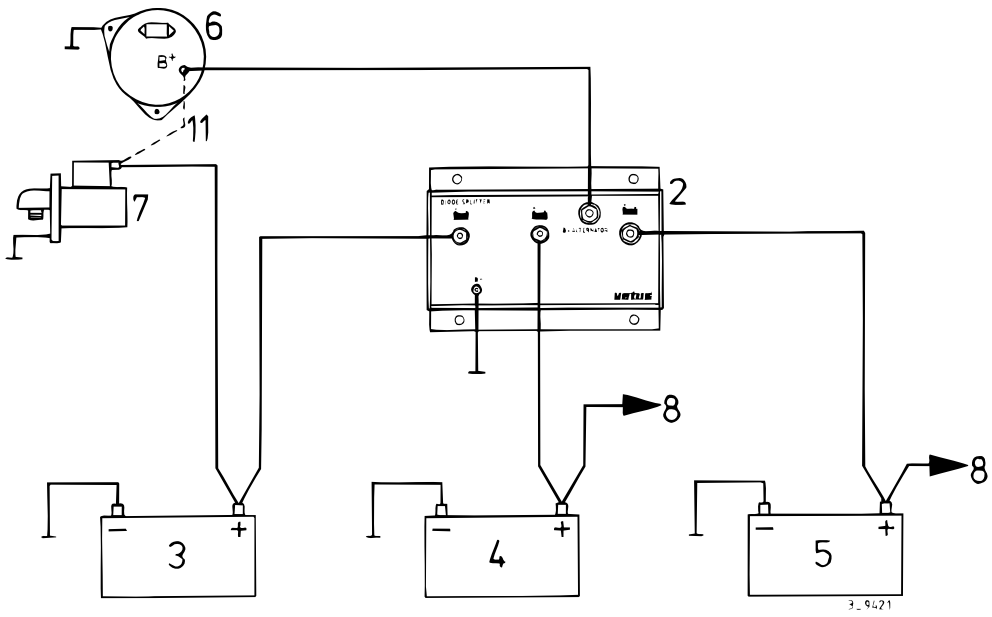 6
B+
11
7
2
DIODE SPLITTER
B+ ALTERNATOR
B-
vetus
8
8
- +
- +
- +
3
4
5
3_9421